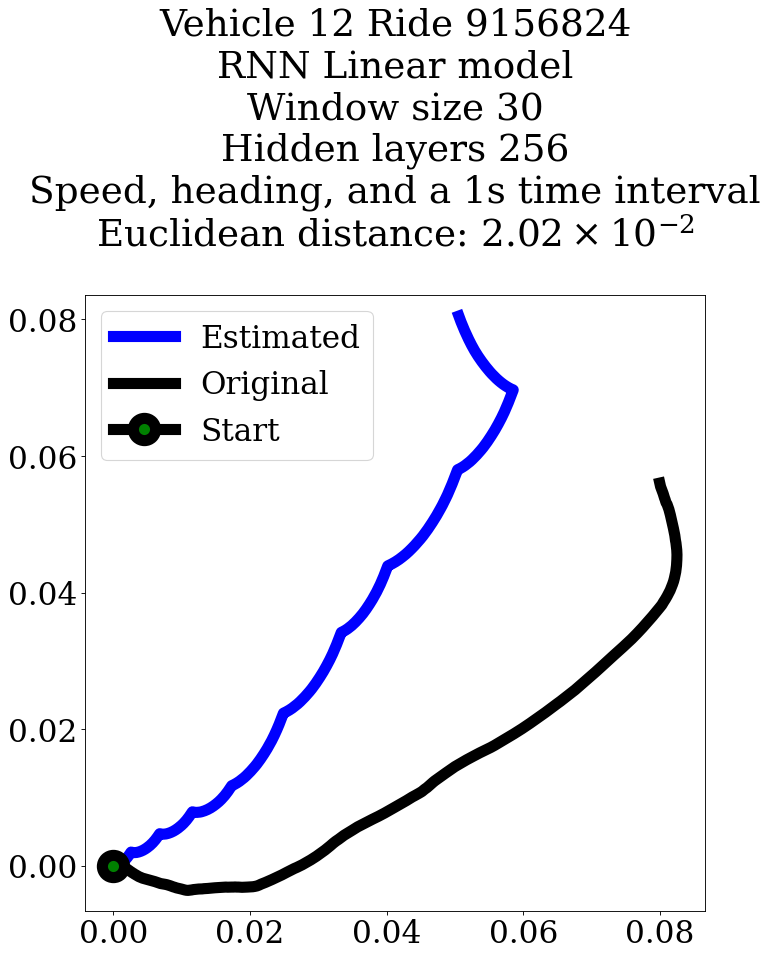 Vehicle 12 Ride 9156824
RNN Linear model
Window size 30
Hidden layers 256
Speed, heading, and a 1s time interval
Euclidean distance: 2.02 × 10⁻²
0.08
0.06
0.04
0.02
0.00
Estimated
Original
Start
0.00 0.02 0.04 0.06 0.08